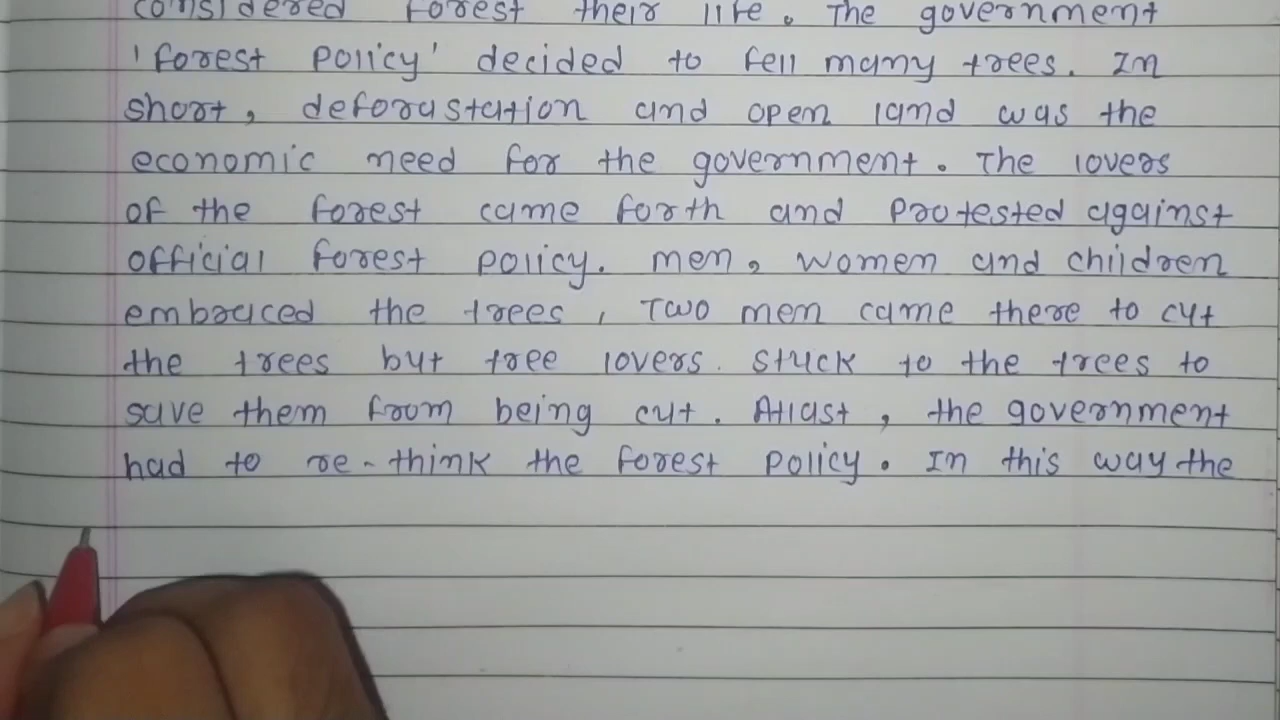 considered forest their life. The government
'forest policy' decided to fell many trees. In
short, deforastation and open land was the
economic need for the government. The lovers
of the forest came forth and protested against
official forest policy. men, women and children
embraced the trees, Two men came there to cut
the trees but tree lovers. stuck to the trees to
save them from being cut. Atlast, the government
had to re-think the forest policy. In this way the